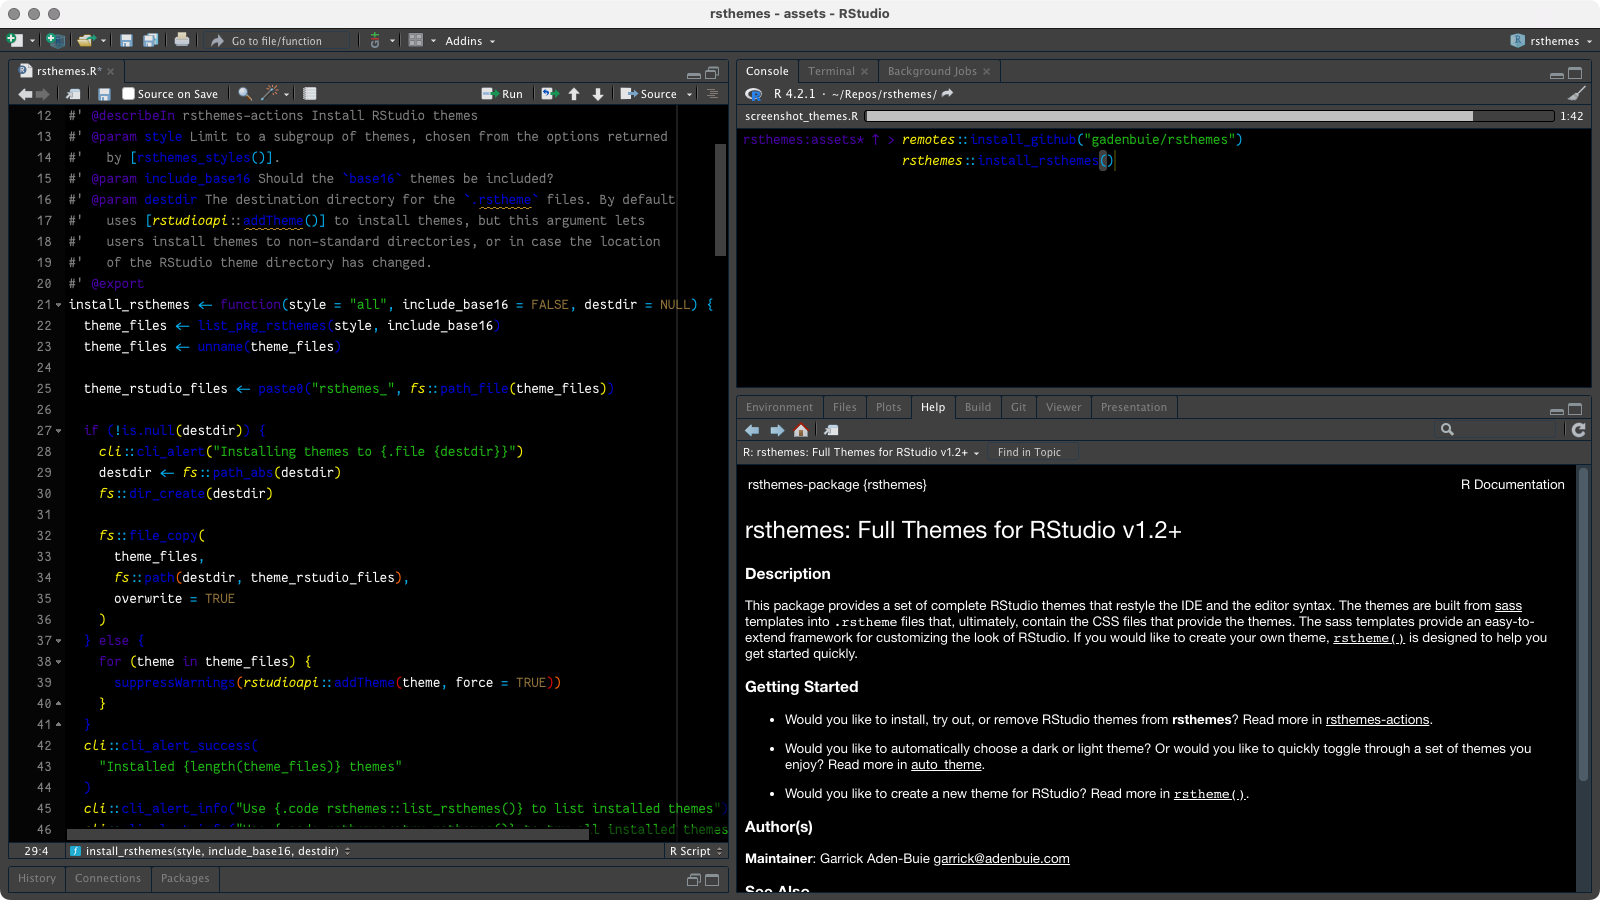 rsthemes - assets - RStudio
Go to file/function
Addins
rsthemes
rsthemes.R*
Source on Save
Run
Source
12 #' @describeIn rsthemes-actions Install RStudio themes
13 #' @param style Limit to a subgroup of themes, chosen from the options returned
14 #'   by [rsthemes_styles()].
15 #' @param include_base16 Should the `base16` themes be included?
16 #' @param destdir The destination directory for the `.rstheme` files. By default
17 #'   uses [rstudioapi::addTheme()] to install themes, but this argument lets
18 #'   users install themes to non-standard directories, or in case the location
19 #'   of the RStudio theme directory has changed.
20 #' @export
21 install_rsthemes <- function(style = "all", include_base16 = FALSE, destdir = NULL) {
22   theme_files <- list_pkg_rsthemes(style, include_base16)
23   theme_files <- unname(theme_files)
24
25   theme_rstudio_files <- paste0("rsthemes_", fs::path_file(theme_files))
26
27   if (!is.null(destdir)) {
28     cli::cli_alert("Installing themes to {.file {destdir}}")
29     destdir <- fs::path_abs(destdir)
30     fs::dir_create(destdir)
31
32     fs::file_copy(
33       theme_files,
34       fs::path(destdir, theme_rstudio_files),
35       overwrite = TRUE
36     )
37   } else {
38     for (theme in theme_files) {
39       suppressWarnings(rstudioapi::addTheme(theme, force = TRUE))
40     }
41   }
42   cli::cli_alert_success(
43     "Installed {length(theme_files)} themes"
44   )
45   cli::cli_alert_info("Use {.code rsthemes::list_rsthemes()} to list installed themes")
46 all installed themes
29:4
install_rsthemes(style, include_base16, destdir)
R Script
History
Connections
Packages
Console
Terminal
Background Jobs
R 4.2.1 · ~/Repos/rsthemes/
screenshot_themes.R
1:42
rsthemes:assets* ↑ > remotes::install_github("gadenbuie/rsthemes")
rsthemes::install_rsthemes()
Environment
Files
Plots
Help
Build
Git
Viewer
Presentation
R: rsthemes: Full Themes for RStudio v1.2+
Find in Topic
rsthemes-package {rsthemes}
R Documentation
rsthemes: Full Themes for RStudio v1.2+
Description
This package provides a set of complete RStudio themes that restyle the IDE and the editor syntax. The themes are built from sass
templates into .rstheme files that, ultimately, contain the CSS files that provide the themes. The sass templates provide an easy-to-
extend framework for customizing the look of RStudio. If you would like to create your own theme, rstheme() is designed to help you
get started quickly.
Getting Started
• Would you like to install, try out, or remove RStudio themes from rsthemes? Read more in rsthemes-actions.
• Would you like to automatically choose a dark or light theme? Or would you like to quickly toggle through a set of themes you
enjoy? Read more in auto_theme.
• Would you like to create a new theme for RStudio? Read more in rstheme().
Author(s)
Maintainer: Garrick Aden-Buie garrick@adenbuie.com
See Also